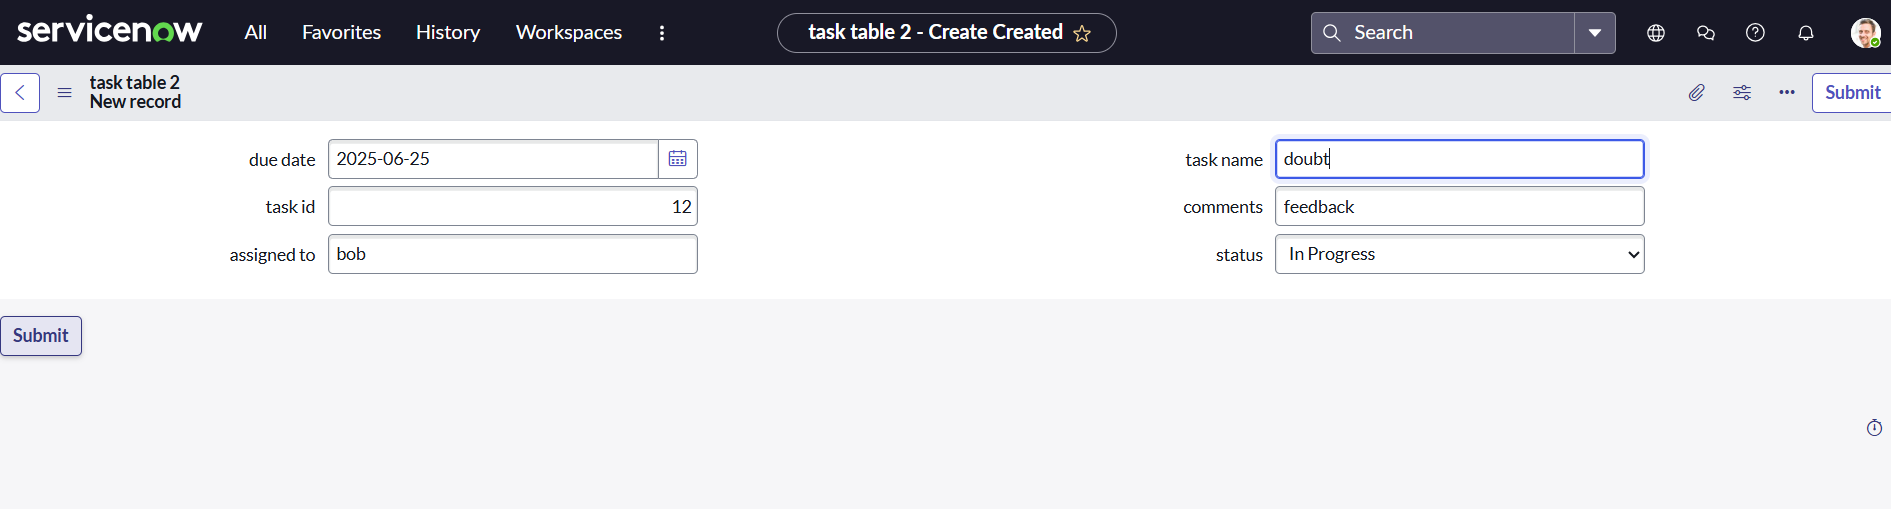 servicenow All Favorites History Workspaces task table 2 - Create Created Search
task table 2
New record
Submit
due date 2025-06-25
task name doubt
task id 12
comments feedback
assigned to bob
status In Progress
Submit